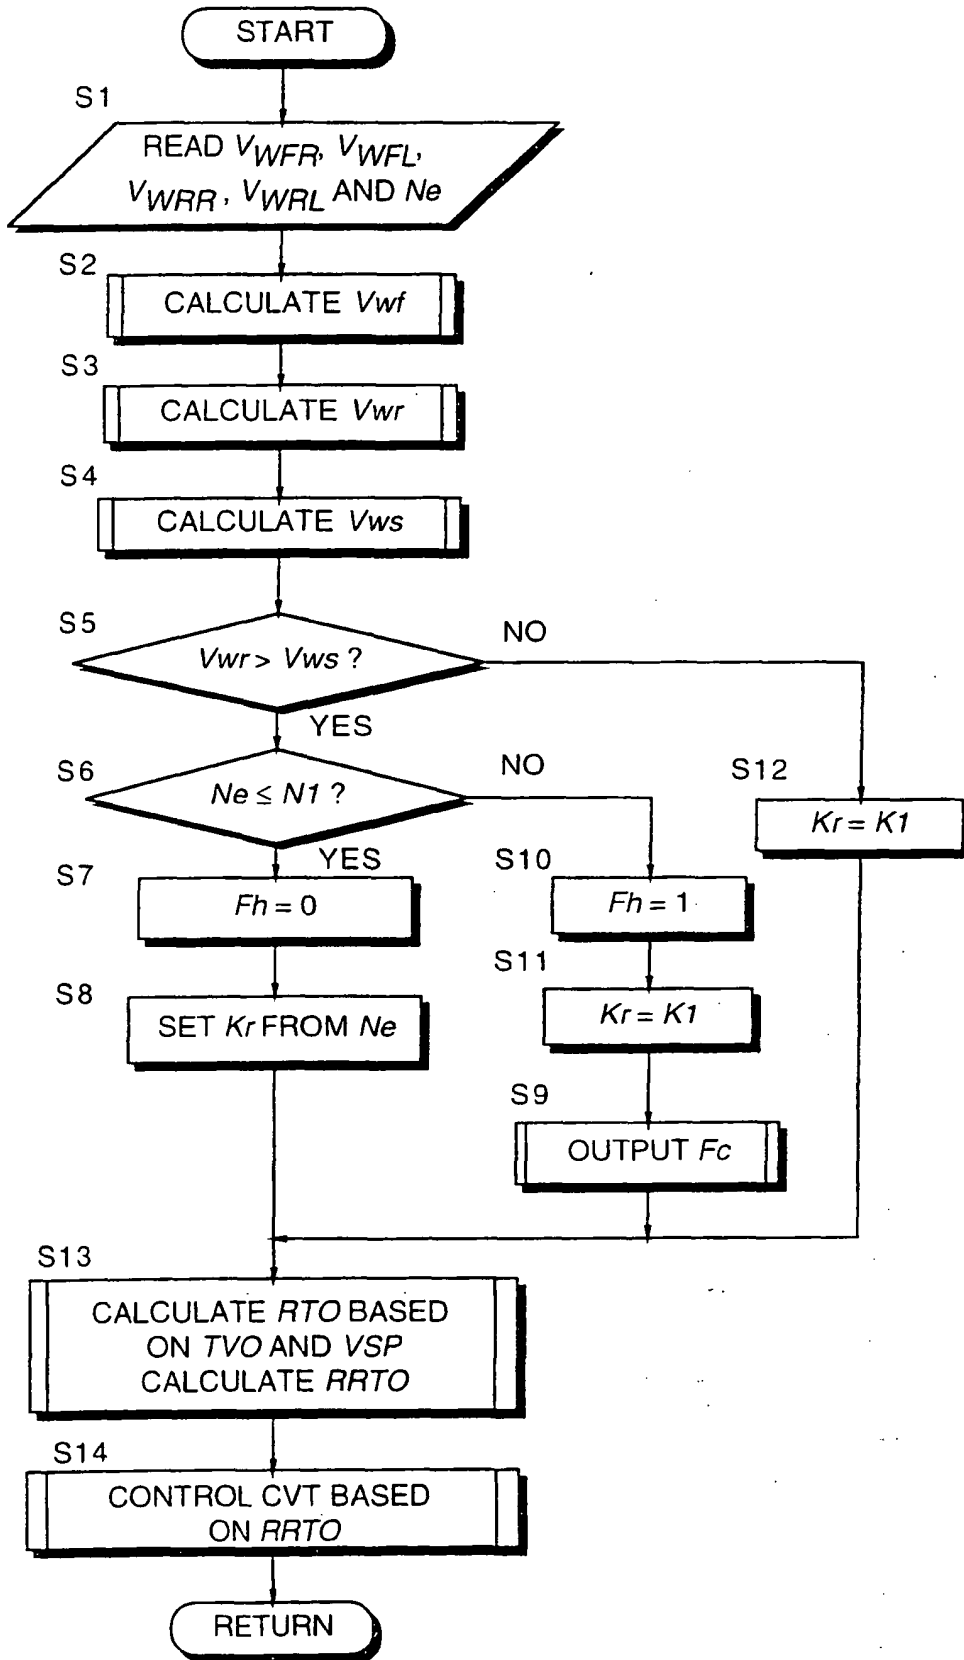 START
S1
READ VWFR, VWFL,
VWRR, VWRL AND Ne
S2
CALCULATE Vwf
S3
CALCULATE Vwr
S4
CALCULATE Vws
S5
Vwr > Vws ?
NO
YES
S6
Ne ≤ N1 ?
NO
YES
S12
Kr = K1
S7
Fh = 0
S10
Fh = 1
S8
SET Kr FROM Ne
S11
Kr = K1
S9
OUTPUT Fc
S13
CALCULATE RTO BASED
ON TVO AND VSP
CALCULATE RRTO
S14
CONTROL CVT BASED
ON RRTO
RETURN